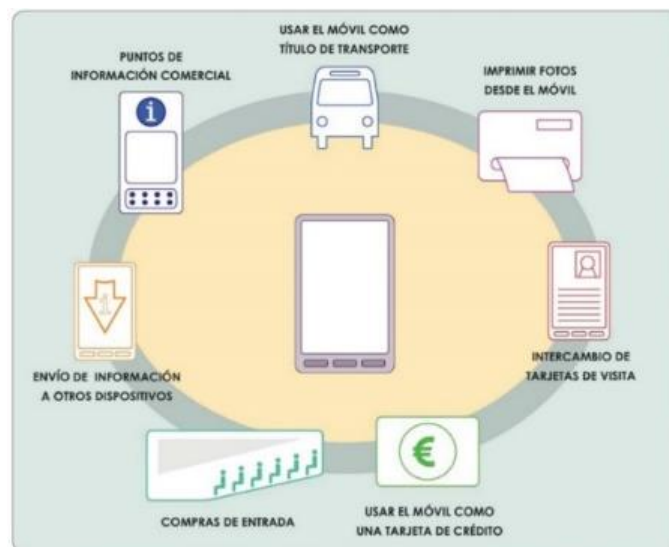 USAR EL MÓVIL COMO
TÍTULO DE TRANSPORTE
PUNTOS DE
INFORMACIÓN COMERCIAL
IMPRIMIR FOTOS
DESDE EL MÓVIL
i
1
INTERCAMBIO DE
TARJETAS DE VISITA
ENVÍO DE INFORMACIÓN
A OTROS DISPOSITIVOS
€
COMPRAS DE ENTRADA
USAR EL MÓVIL COMO
UNA TARJETA DE CRÉDITO